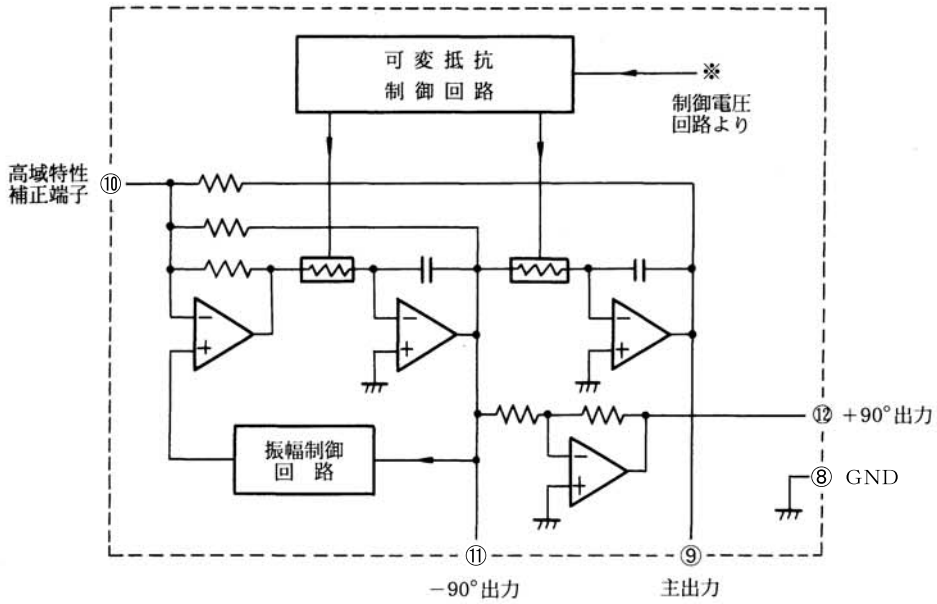 可変抵抗
制御回路
※
制御電圧
回路より
高域特性
補正端子
⑩
−
+
−
+
−
+
−
+
振幅制御
回路
⑫ +90°出力
⑧ GND
⑪
−90°出力
⑨
主出力